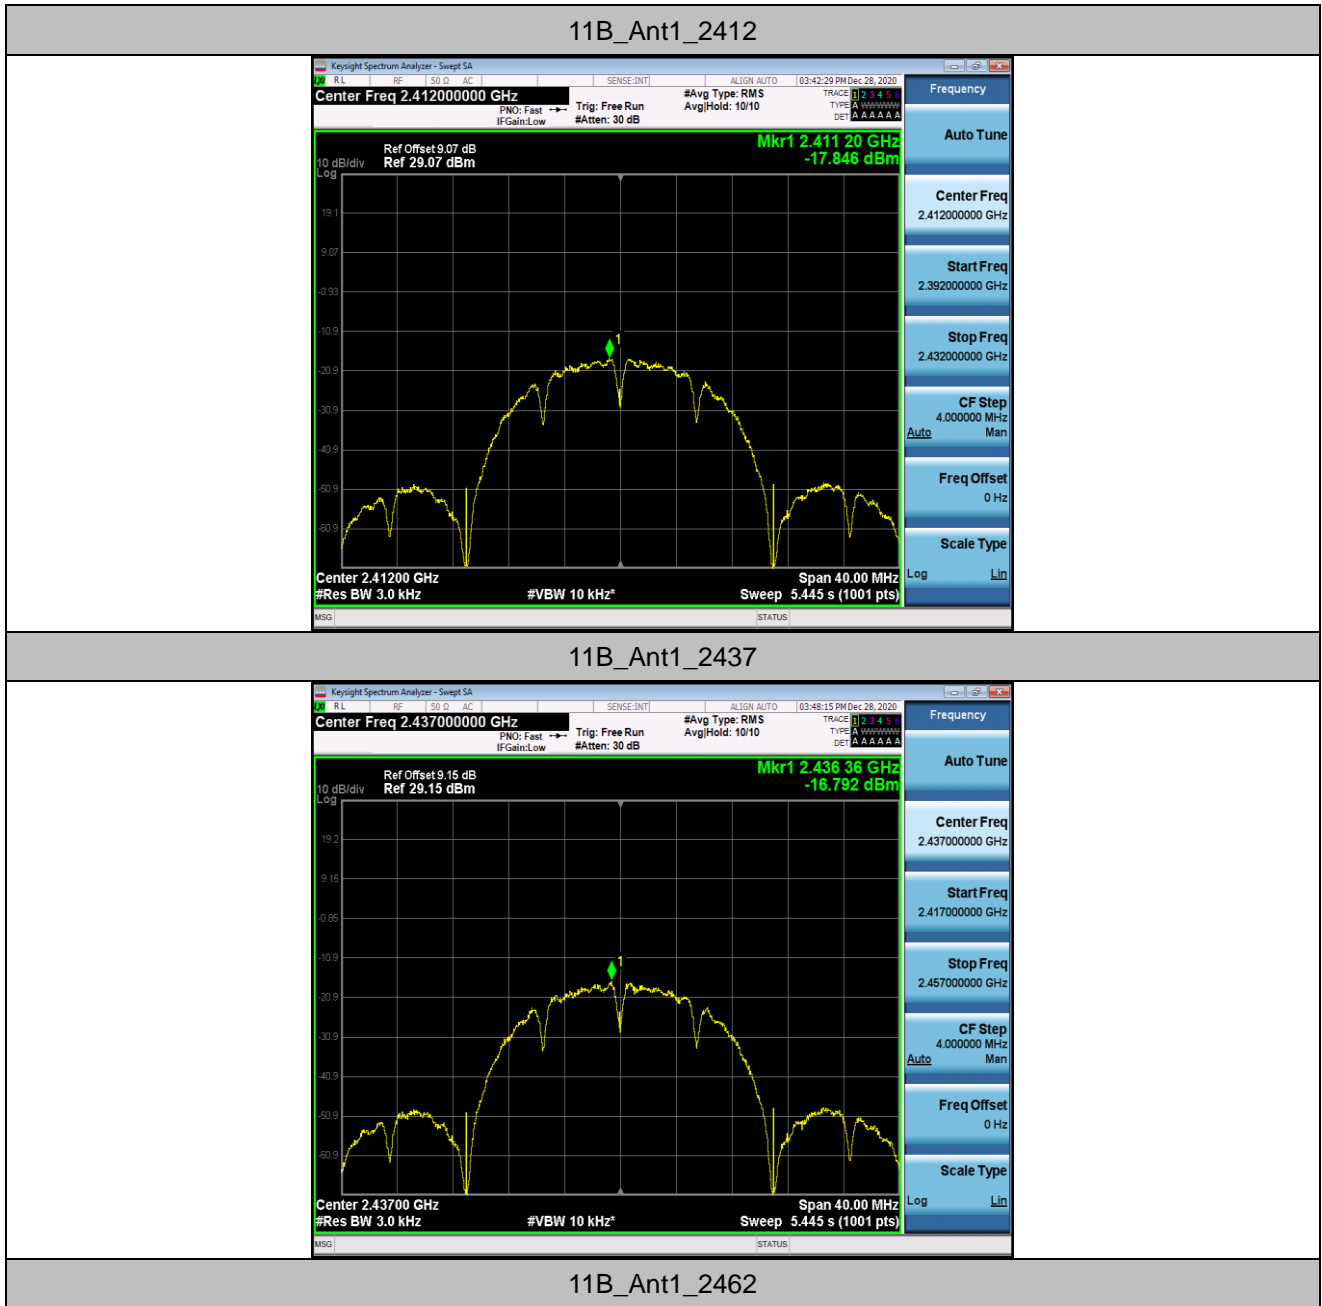 11B_Ant1_2412
Keysight Spectrum Analyzer - Swept SA
RL RF 50 Ω AC SENSE:INT ALIGN AUTO 03:42:29 PM Dec 28, 2020
Center Freq 2.412000000 GHz
PNO: Fast
IFGain:Low
Trig: Free Run
#Atten: 30 dB
#Avg Type: RMS
Avg|Hold: 10/10
TRACE 1 2 3 4 5 6
TYPE A WWWWW
DET A A A A A A
Frequency
Mkr1 2.411 20 GHz
-17.846 dBm
Ref Offset 9.07 dB
10 dB/div Ref 29.07 dBm
Log
19.1
9.07
-0.93
-10.9
-20.9
-30.9
-40.9
-50.9
-60.9
1
Center 2.41200 GHz Span 40.00 MHz
#Res BW 3.0 kHz #VBW 10 kHz* Sweep 5.445 s (1001 pts)
MSG STATUS
Auto Tune
Center Freq
2.412000000 GHz
Start Freq
2.392000000 GHz
Stop Freq
2.432000000 GHz
CF Step
4.000000 MHz
Auto Man
Freq Offset
0 Hz
Scale Type
Log Lin
11B_Ant1_2437
Keysight Spectrum Analyzer - Swept SA
RL RF 50 Ω AC SENSE:INT ALIGN AUTO 03:48:15 PM Dec 28, 2020
Center Freq 2.437000000 GHz
PNO: Fast
IFGain:Low
Trig: Free Run
#Atten: 30 dB
#Avg Type: RMS
Avg|Hold: 10/10
TRACE 1 2 3 4 5 6
TYPE A WWWWW
DET A A A A A A
Frequency
Mkr1 2.436 36 GHz
-16.792 dBm
Ref Offset 9.15 dB
10 dB/div Ref 29.15 dBm
Log
19.2
9.15
-0.85
-10.9
-20.9
-30.9
-40.9
-50.9
-60.9
1
Center 2.43700 GHz Span 40.00 MHz
#Res BW 3.0 kHz #VBW 10 kHz* Sweep 5.445 s (1001 pts)
MSG STATUS
Auto Tune
Center Freq
2.437000000 GHz
Start Freq
2.417000000 GHz
Stop Freq
2.457000000 GHz
CF Step
4.000000 MHz
Auto Man
Freq Offset
0 Hz
Scale Type
Log Lin
11B_Ant1_2462